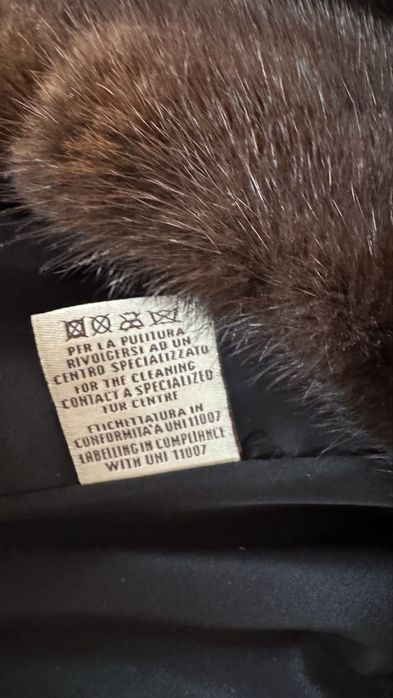 PER LA PULITURA
RIVOLGERSI AD UN
CENTRO SPECIALIZZATO
FOR THE CLEANING
CONTACT A SPECIALIZED
FUR CENTRE
ETICHETTATURA IN
CONFORMITA'A UNI 11007
LABELLING IN COMPLIANCE
WITH UNI 11007